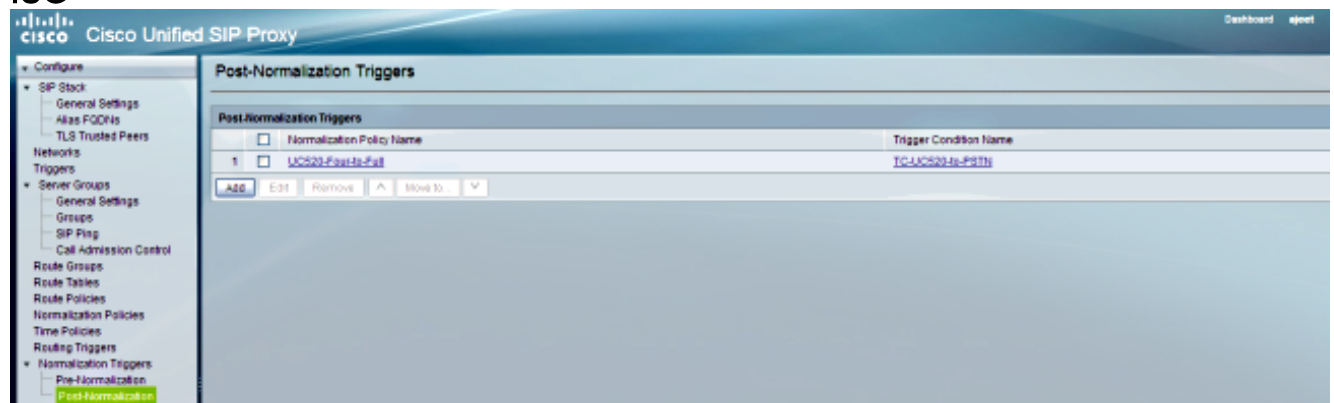 cisco Cisco Unified SIP Proxy
Dashboard ajeet
Configure
SIP Stack
General Settings
Alias FQDNs
TLS Trusted Peers
Networks
Triggers
Server Groups
General Settings
Groups
SIP Ping
Call Admission Control
Route Groups
Route Tables
Route Policies
Normalization Policies
Time Policies
Routing Triggers
Normalization Triggers
Pre-Normalization
Post-Normalization
Post-Normalization Triggers
Post-Normalization Triggers
Normalization Policy Name Trigger Condition Name
1 UC520-Four-to-Full TC-UC520-to-PSTN
Add Edit Remove Move to...